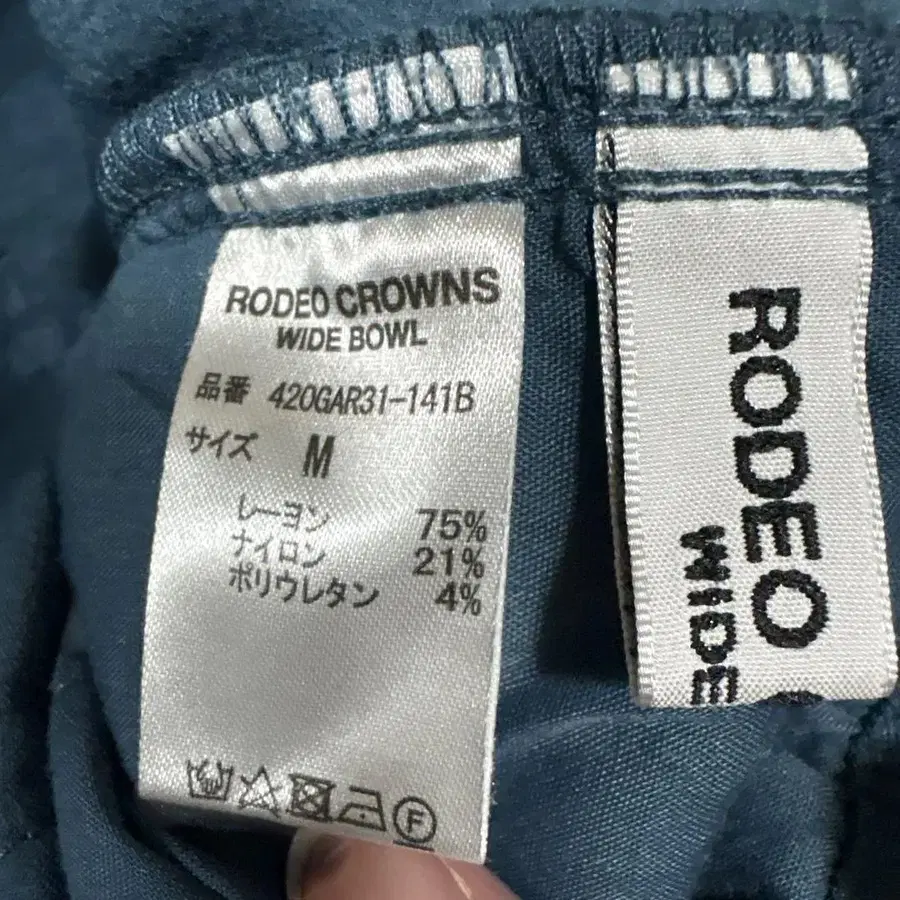 RODEO CROWNS
WIDE BOWL
品番 420GAR31-141B
サイズ M
レーヨン 75%
ナイロン 21%
ポリウレタン 4%
F
RODEO
WIDE